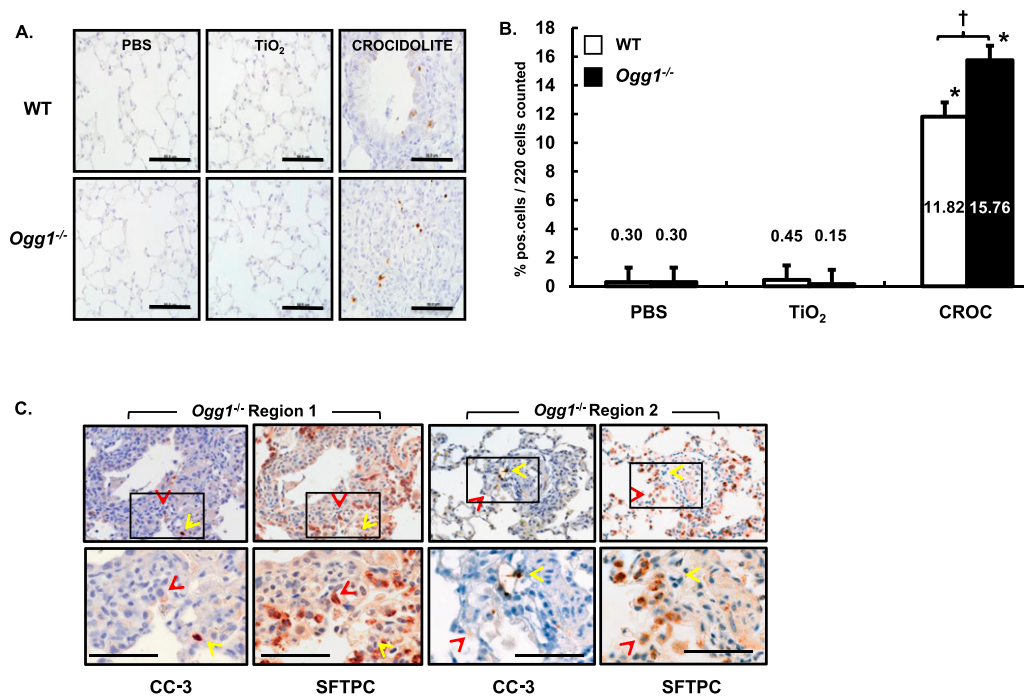 A.
PBS
TiO₂
CROCIDOLITE
WT
Ogg1⁻/⁻
B.
% pos.cells / 220 cells counted
18
16
14
12
10
8
6
4
2
0
WT
Ogg1⁻/⁻
†
*
*
0.30 0.30
0.45 0.15
11.82 15.76
PBS TiO₂ CROC
C.
Ogg1⁻/⁻ Region 1
Ogg1⁻/⁻ Region 2
CC-3 SFTPC CC-3 SFTPC